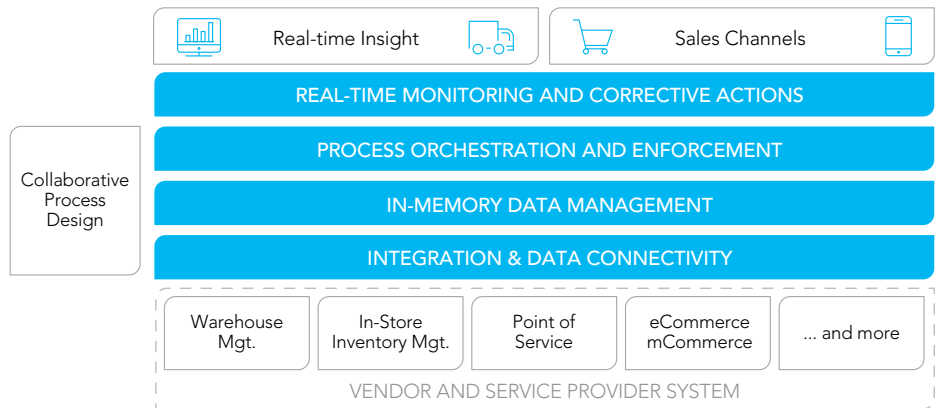 Real-time Insight
Sales Channels
REAL-TIME MONITORING AND CORRECTIVE ACTIONS
PROCESS ORCHESTRATION AND ENFORCEMENT
Collaborative
Process
Design
IN-MEMORY DATA MANAGEMENT
INTEGRATION & DATA CONNECTIVITY
Warehouse
Mgt.
In-Store
Inventory Mgt.
Point of
Service
eCommerce
mCommerce
... and more
VENDOR AND SERVICE PROVIDER SYSTEM